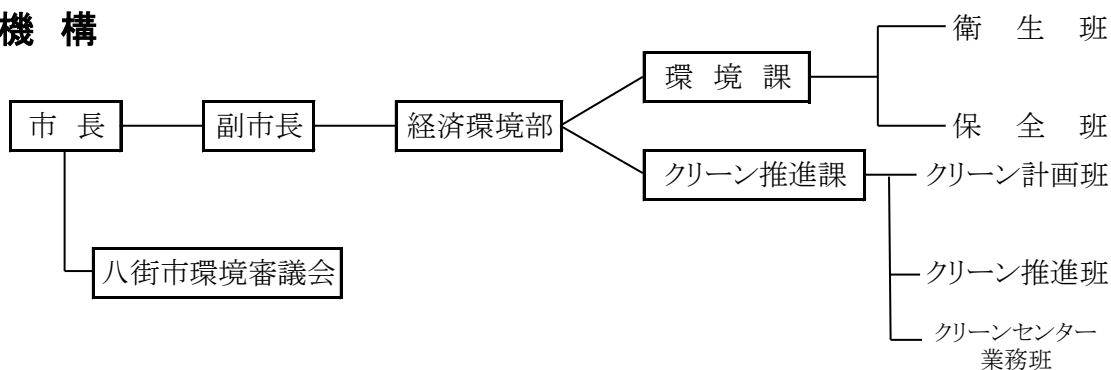 機 構
市 長
副市長
経済環境部
環 境 課
衛 生 班
保 全 班
クリーン推進課
クリーン計画班
クリーン推進班
クリーンセンター
業務班
八街市環境審議会